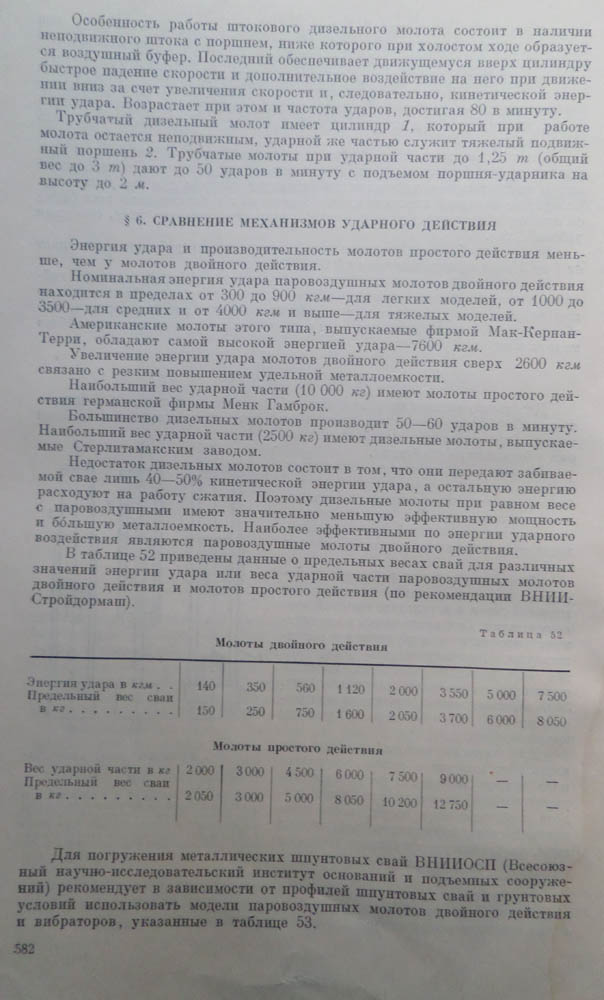 Особенность работы штокового дизельного молота состоит в наличии
неподвижного штока с поршнем, ниже которого при холостом ходе образует-
ся воздушный буфер. Последний обеспечивает движущемуся вверх цилиндру
быстрое падение скорости и дополнительное воздействие на него при движе-
нии вниз за счет увеличения скорости и, следовательно, кинетической энер-
гии удара. Возрастает при этом и частота ударов, достигая 80 в минуту.
Трубчатый дизельный молот имеет цилиндр 1, который при работе
молота остается неподвижным, ударной же частью служит тяжелый подвиж-
ный поршень 2. Трубчатые молоты при ударной части до 1,25 т (общий
вес до 3 т) дают до 50 ударов в минуту с подъемом поршня-ударника на
высоту до 2 м.
§ 6. СРАВНЕНИЕ МЕХАНИЗМОВ УДАРНОГО ДЕЙСТВИЯ
Энергия удара и производительность молотов простого действия мень-
ше, чем у молотов двойного действия.
Номинальная энергия удара паровоздушных молотов двойного действия
находится в пределах от 300 до 900 кгм—для легких моделей, от 1000 до
3500—для средних и от 4000 кгм и выше—для тяжелых моделей.
Американские молоты этого типа, выпускаемые фирмой Мак-Кернан-
Терри, обладают самой высокой энергией удара—7600 кгм.
Увеличение энергии удара молотов двойного действия сверх 2600 кгм
связано с резким повышением удельной металлоемкости.
Наибольший вес ударной части (10 000 кг) имеют молоты простого дей-
ствия германской фирмы Менк Гамброк.
Большинство дизельных молотов производит 50—60 ударов в минуту.
Наибольший вес ударной части (2500 кг) имеют дизельные молоты, выпускае-
мые Стерлитамакским заводом.
Недостаток дизельных молотов состоит в том, что они передают забивае-
мой свае лишь 40—50% кинетической энергии удара, а остальную энергию
расходуют на работу сжатия. Поэтому дизельные молоты при равном весе
с паровоздушными имеют значительно меньшую эффективную мощность
и бо́льшую металлоемкость. Наиболее эффективными по энергии ударного
воздействия являются паровоздушные молоты двойного действия.
В таблице 52 приведены данные о предельных весах свай для различных
значений энергии удара или веса ударной части паровоздушных молотов
двойного действия и молотов простого действия (по рекомендации ВНИИ-
Стройдормаш).
Таблица 52
Молоты двойного действия
Энергия удара в кгм . . 140 350 560 1 120 2 000 3 550 5 000 7 500
Предельный вес сваи
в кг . . . . . . . . . 150 250 750 1 600 2 050 3 700 6 000 8 050
Молоты простого действия
Вес ударной части в кг 2 000 3 000 4 500 6 000 7 500 9 000 — —
Предельный вес сваи
в кг . . . . . . . . . 2 050 3 000 5 000 8 050 10 200 12 750 — —
Для погружения металлических шпунтовых свай ВНИИОСП (Всесоюз-
ный научно-исследовательский институт оснований и подъемных сооруже-
ний) рекомендует в зависимости от профилей шпунтовых свай и грунтовых
условий использовать модели паровоздушных молотов двойного действия
и вибраторов, указанные в таблице 53.
582